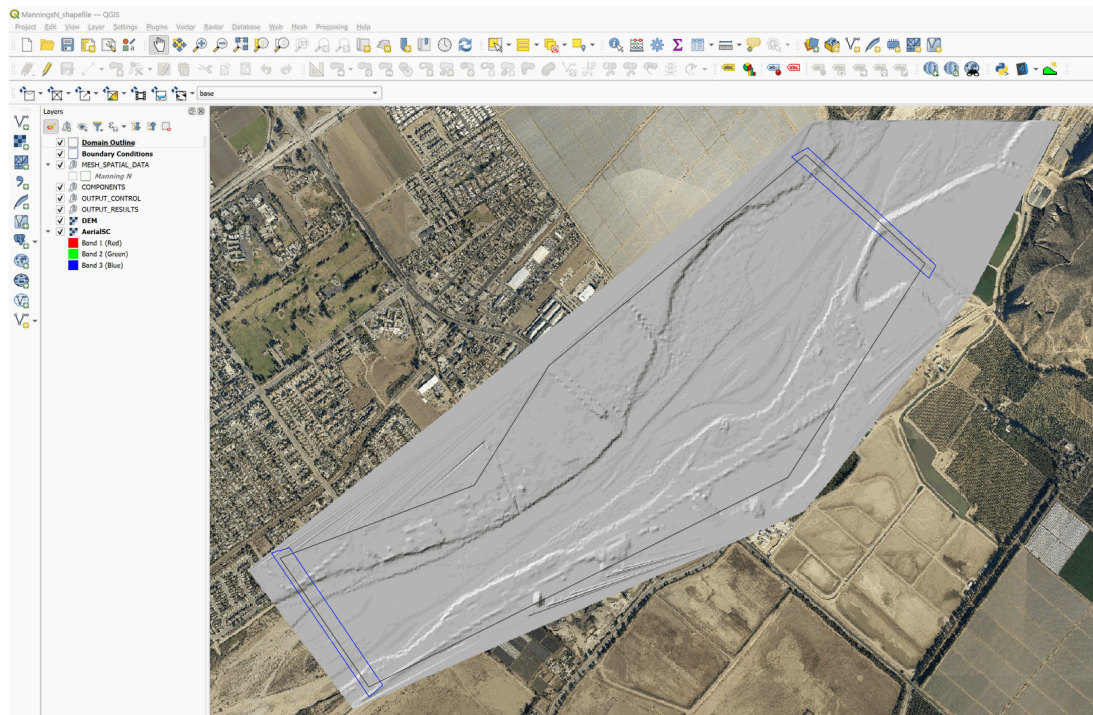 ManningsN_shapefile — QGIS
Project Edit View Layer Settings Plugins Vector Raster Database Web Mesh Processing Help
base
Layers
Domain Outline
Boundary Conditions
MESH_SPATIAL_DATA
Manning N
COMPONENTS
OUTPUT_CONTROL
OUTPUT_RESULTS
DEM
AerialSC
Band 1 (Red)
Band 2 (Green)
Band 3 (Blue)